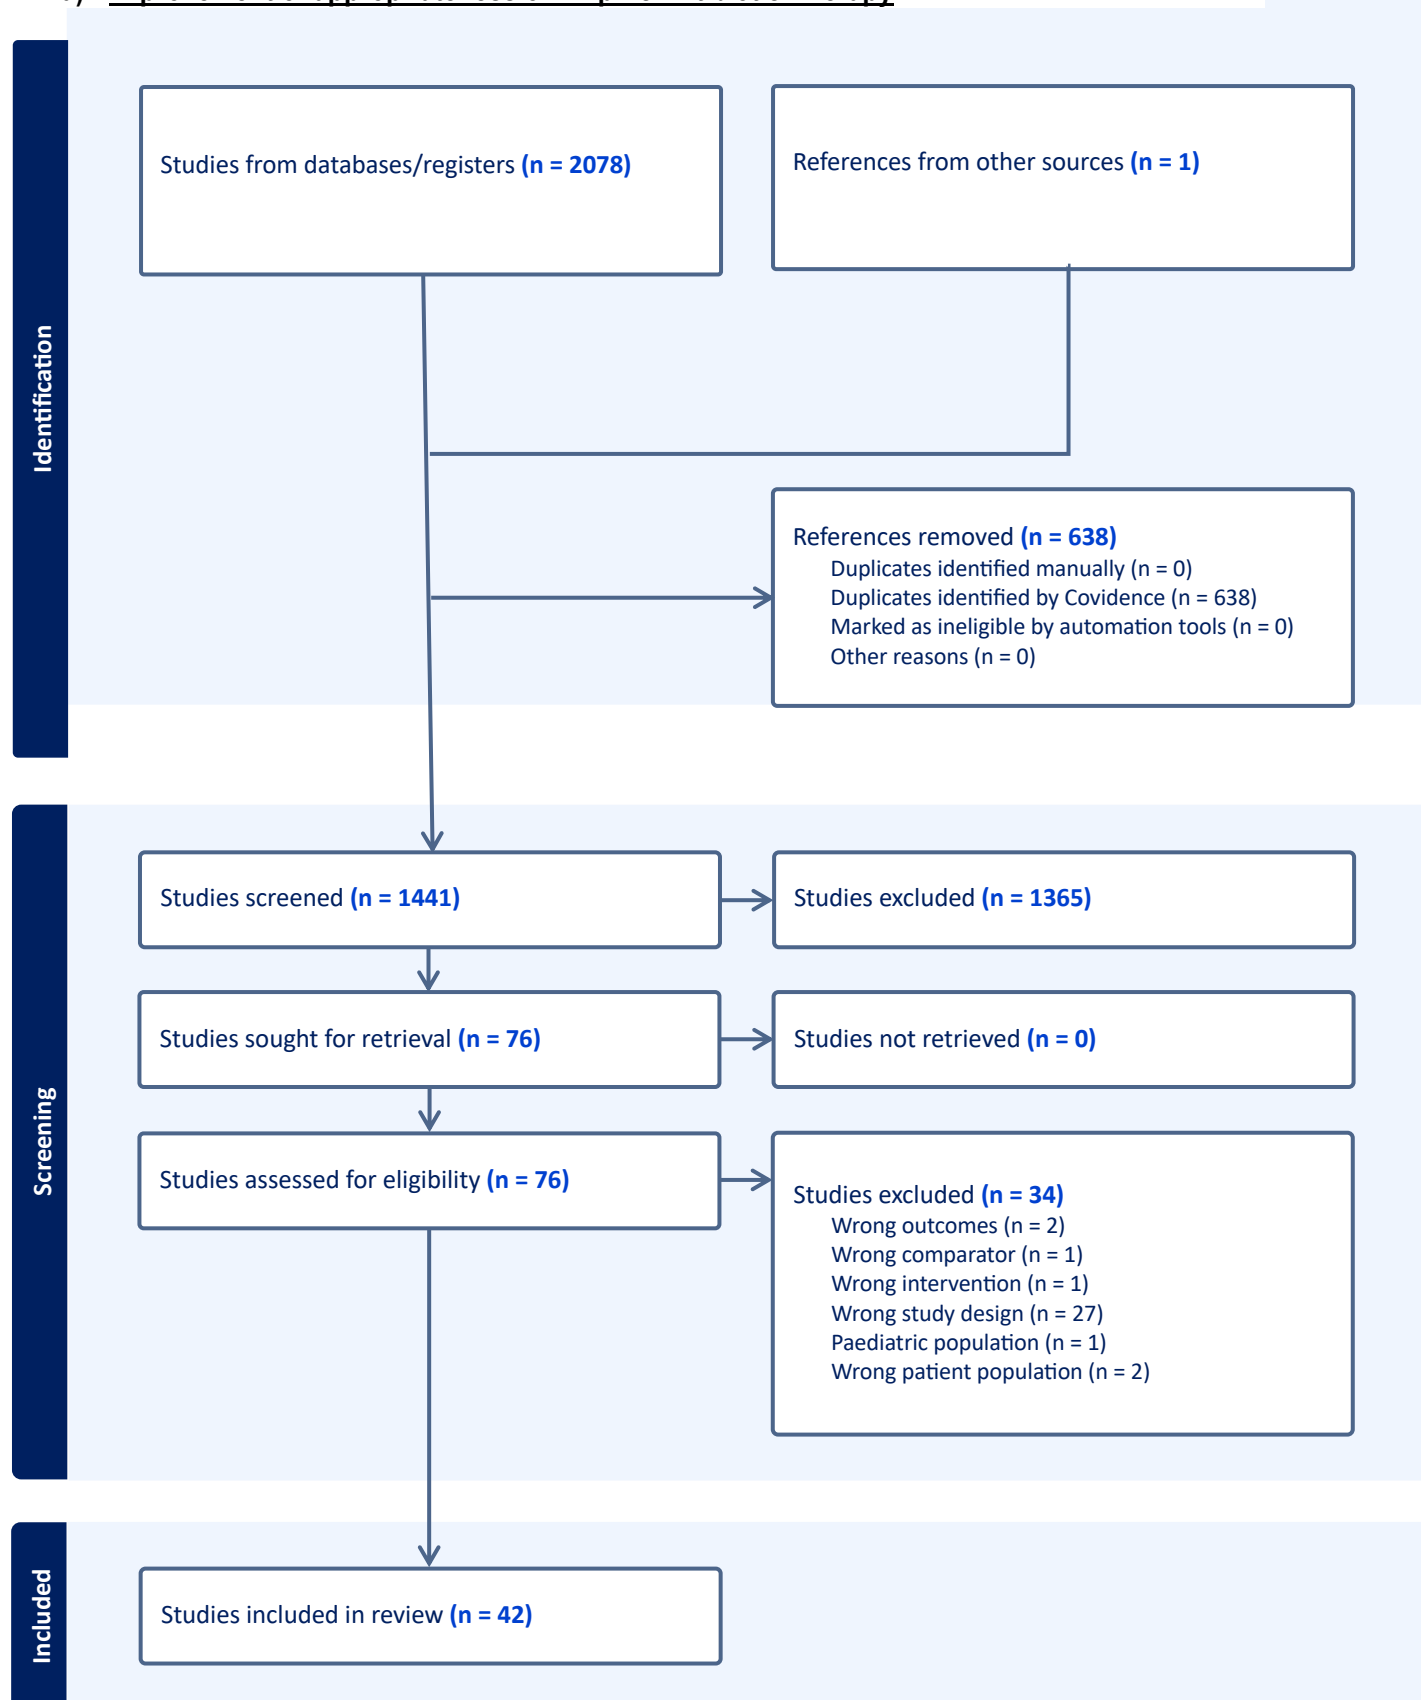 Identification
Studies from databases/registers (n = 2078)
References from other sources (n = 1)
References removed (n = 638)
Duplicates identified manually (n = 0)
Duplicates identified by Covidence (n = 638)
Marked as ineligible by automation tools (n = 0)
Other reasons (n = 0)
Screening
Studies screened (n = 1441)
Studies excluded (n = 1365)
Studies sought for retrieval (n = 76)
Studies not retrieved (n = 0)
Studies assessed for eligibility (n = 76)
Studies excluded (n = 34)
Wrong outcomes (n = 2)
Wrong comparator (n = 1)
Wrong intervention (n = 1)
Wrong study design (n = 27)
Paediatric population (n = 1)
Wrong patient population (n = 2)
Included
Studies included in review (n = 42)